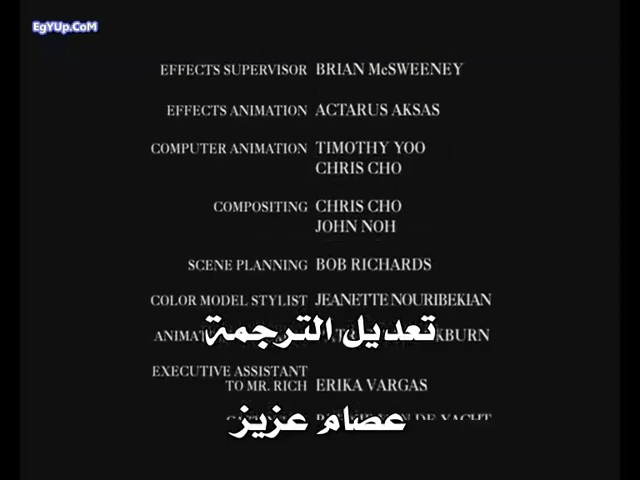 EgYUp.CoM
EFFECTS SUPERVISOR BRIAN McSWEENEY
EFFECTS ANIMATION ACTARUS AKSAS
COMPUTER ANIMATION TIMOTHY YOO
CHRIS CHO
COMPOSITING CHRIS CHO
JOHN NOH
SCENE PLANNING BOB RICHARDS
COLOR MODEL STYLIST JEANETTE NOURIBEKIAN
تعديل الترجمة
EXECUTIVE ASSISTANT
TO MR. RICH ERIKA VARGAS
عصام عزيز